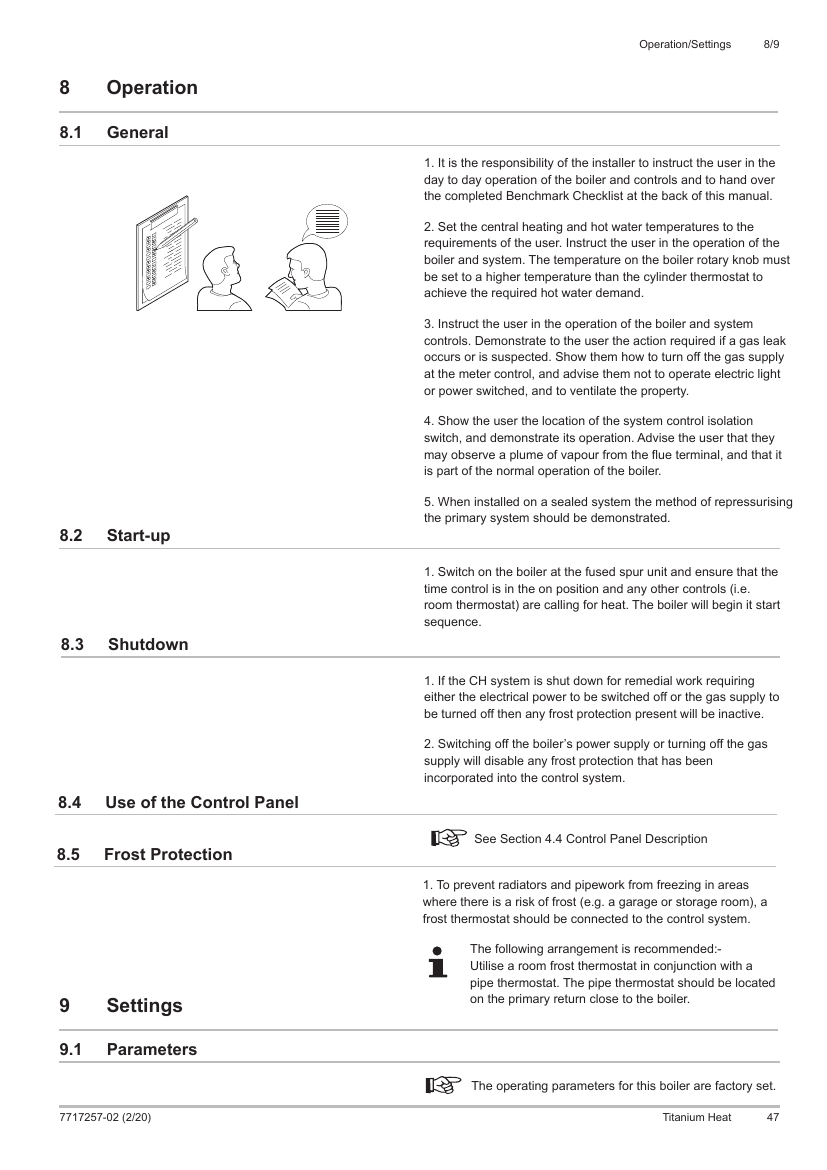 Operation/Settings 8/9
8 Operation
8.1 General
1. It is the responsibility of the installer to instruct the user in the
day to day operation of the boiler and controls and to hand over
the completed Benchmark Checklist at the back of this manual.
2. Set the central heating and hot water temperatures to the
requirements of the user. Instruct the user in the operation of the
boiler and system. The temperature on the boiler rotary knob must
be set to a higher temperature than the cylinder thermostat to
achieve the required hot water demand.
3. Instruct the user in the operation of the boiler and system
controls. Demonstrate to the user the action required if a gas leak
occurs or is suspected. Show them how to turn off the gas supply
at the meter control, and advise them not to operate electric light
or power switched, and to ventilate the property.
4. Show the user the location of the system control isolation
switch, and demonstrate its operation. Advise the user that they
may observe a plume of vapour from the flue terminal, and that it
is part of the normal operation of the boiler.
5. When installed on a sealed system the method of repressurising
the primary system should be demonstrated.
8.2 Start-up
1. Switch on the boiler at the fused spur unit and ensure that the
time control is in the on position and any other controls (i.e.
room thermostat) are calling for heat. The boiler will begin it start
sequence.
8.3 Shutdown
1. If the CH system is shut down for remedial work requiring
either the electrical power to be switched off or the gas supply to
be turned off then any frost protection present will be inactive.
2. Switching off the boiler’s power supply or turning off the gas
supply will disable any frost protection that has been
incorporated into the control system.
8.4 Use of the Control Panel
See Section 4.4 Control Panel Description
8.5 Frost Protection
1. To prevent radiators and pipework from freezing in areas
where there is a risk of frost (e.g. a garage or storage room), a
frost thermostat should be connected to the control system.
The following arrangement is recommended:-
Utilise a room frost thermostat in conjunction with a
pipe thermostat. The pipe thermostat should be located
on the primary return close to the boiler.
9 Settings
9.1 Parameters
The operating parameters for this boiler are factory set.
7717257-02 (2/20) Titanium Heat 47